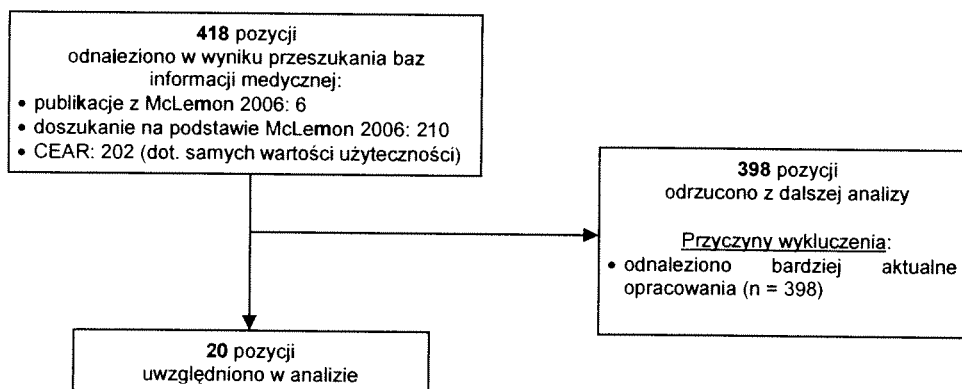 418 pozycji
odnaleziono w wyniku przeszukania baz
informacji medycznej:
• publikacje z McLemon 2006: 6
• doszukanie na podstawie McLemon 2006: 210
• CEAR: 202 (dot. samych wartości użyteczności)
398 pozycji
odrzucono z dalszej analizy
Przyczyny wykluczenia:
• odnaleziono bardziej aktualne
opracowania (n = 398)
20 pozycji
uwzględniono w analizie